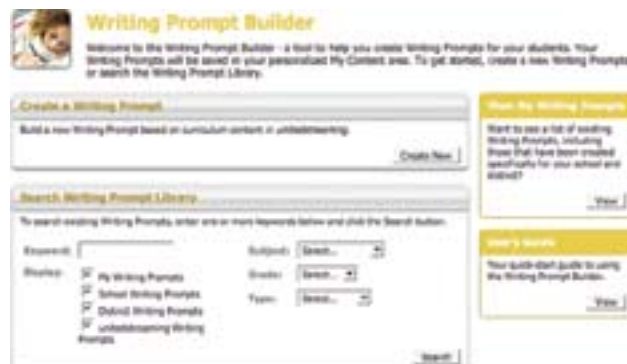 Writing Prompt Builder
Welcome to the Writing Prompt Builder - a tool to help you create Writing Prompts for your students. Your
Writing Prompts will be saved in your personalized My Content area. To get started, create a new Writing Prompt
or search the Writing Prompt Library.
Create a Writing Prompt
Build a new Writing Prompt based on curriculum content in unitedstreaming.
Create New
View My Writing Prompts
Want to see a list of existing
Writing Prompts, including
those that have been created
specifically for your school and
district?
View
Search Writing Prompt Library
To search existing Writing Prompts, enter one or more keywords below and click the Search button.
Keyword:
Subject: Select...
Display:
My Writing Prompts
Grade: Select...
School Writing Prompts
Type: Select...
District Writing Prompts
unitedstreaming Writing
Prompts
Search
User's Guide
Your quick-start guide to using
the Writing Prompt Builder.
View